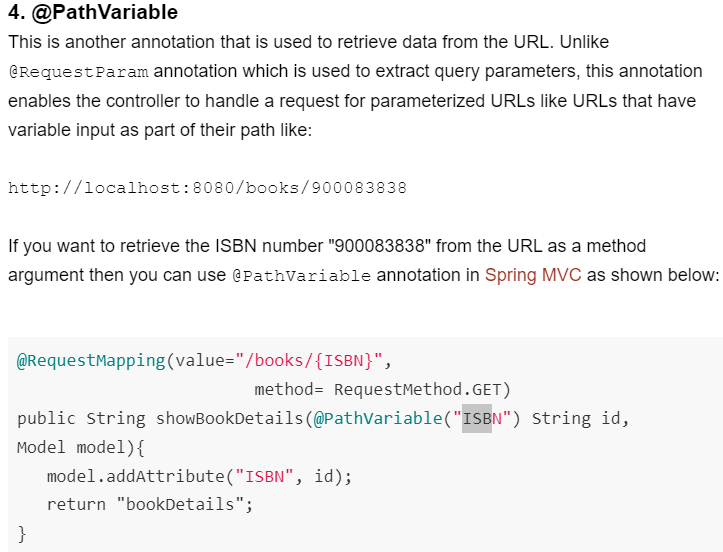 4. @PathVariable
This is another annotation that is used to retrieve data from the URL. Unlike
@RequestParam annotation which is used to extract query parameters, this annotation
enables the controller to handle a request for parameterized URLs like URLs that have
variable input as part of their path like:
http://localhost:8080/books/900083838
If you want to retrieve the ISBN number "900083838" from the URL as a method
argument then you can use @PathVariable annotation in Spring MVC as shown below:
@RequestMapping(value="/books/{ISBN}",
                        method= RequestMethod.GET)
public String showBookDetails(@PathVariable("ISBN") String id,
Model model){
   model.addAttribute("ISBN", id);
   return "bookDetails";
}